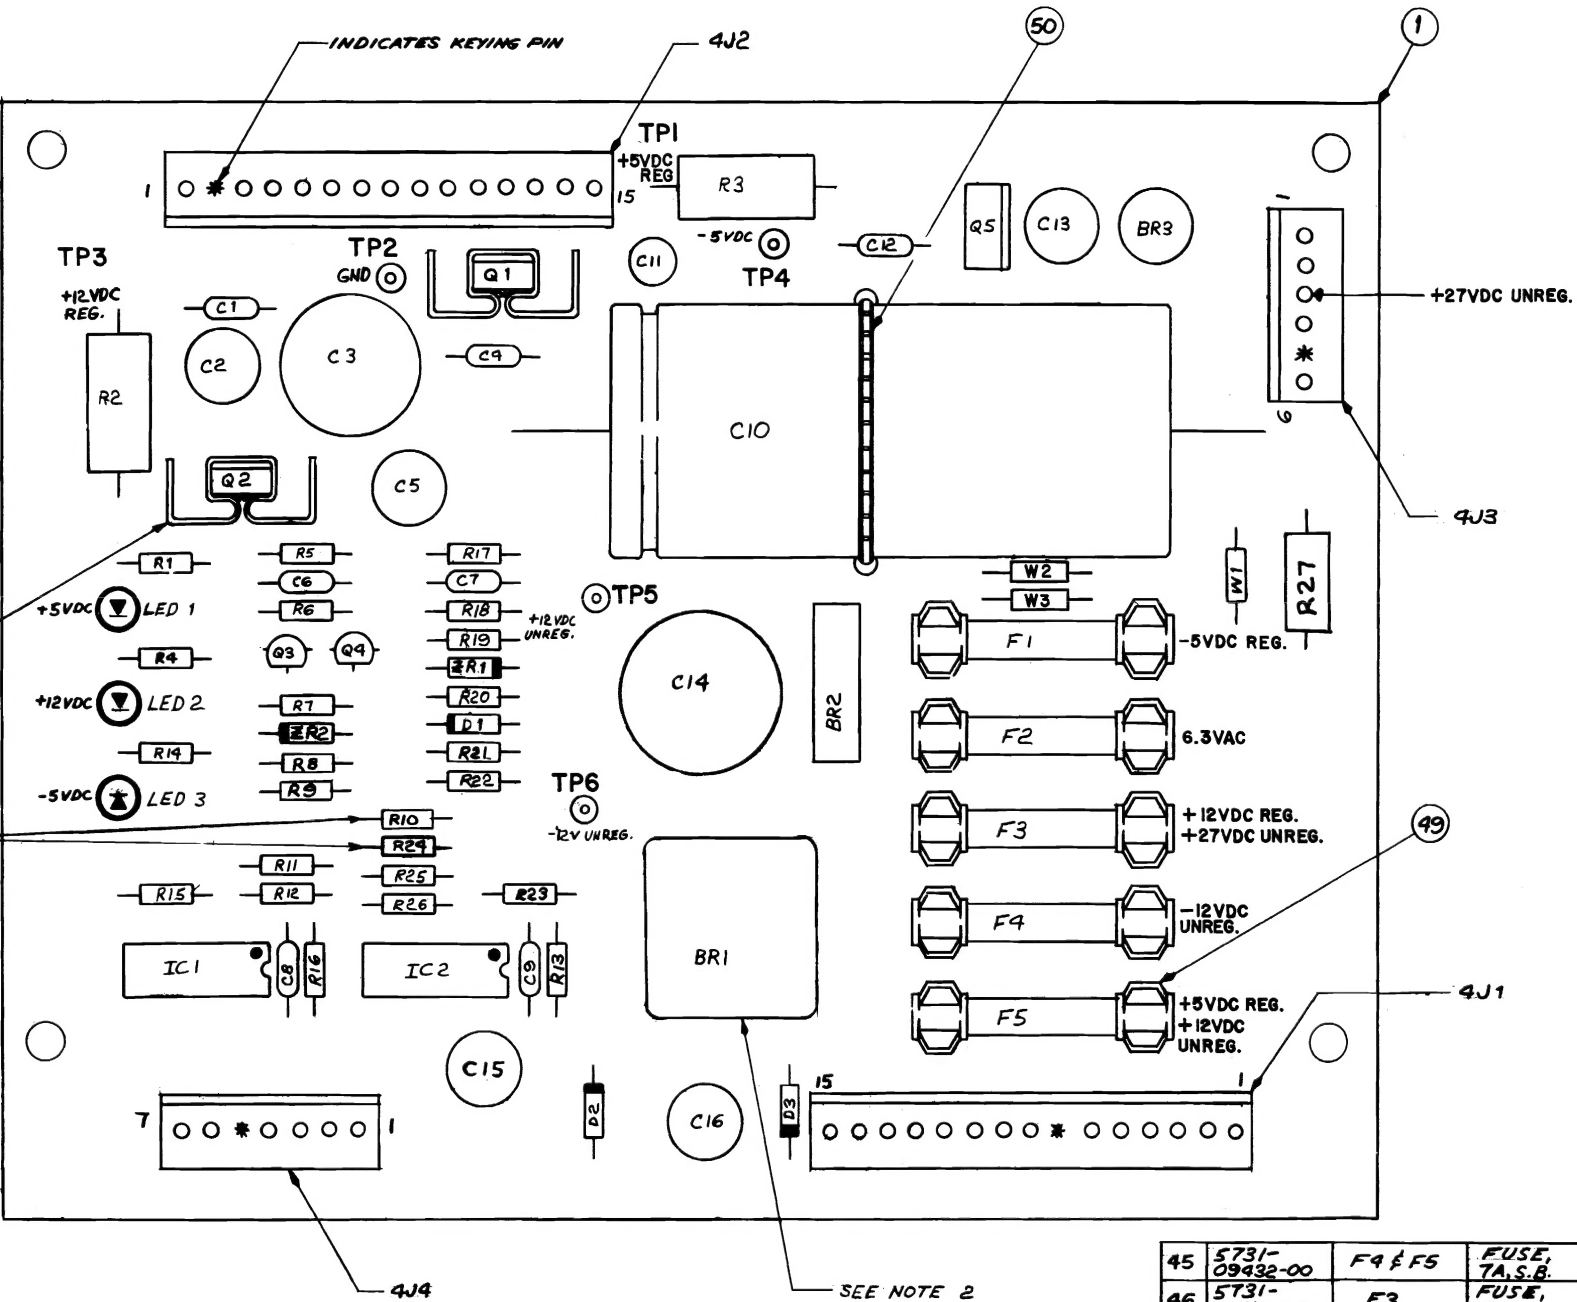 INDICATES KEYING PIN
4J2
50
1
TP1
+5VDC
REG
1
15
R3
-5VDC
TP4
C11
C12
Q5
C13
BR3
1
+27VDC UNREG.
6
4J3
TP3
+12VDC
REG.
TP2
GND
Q1
C1
C2
C3
C4
R2
C10
Q2
C5
R1
R5
R17
C6
C7
+5VDC
LED 1
R6
R18
R19
+12VDC
UNREG.
TP5
W2
W3
W1
R27
R4
Q3
Q4
ZR1
C14
BR2
F1
-5VDC REG.
+12VDC
LED 2
R7
R20
ZR2
D1
F2
6.3VAC
R14
R8
R21
R9
R22
-5VDC
LED 3
TP6
-12V UNREG.
R10
R24
F3
+12VDC REG.
+27VDC UNREG.
49
R11
R25
R15
R12
R26
R23
F4
-12VDC
UNREG.
IC1
C8
R16
IC2
C9
R13
BR1
F5
+5VDC REG.
+12VDC
UNREG.
4J1
C15
D2
C16
D3
15
1
7
1
4J4
SEE NOTE 2
45
5731-
09432-00
F4 & F5
FUSE,
7A, S.B.
46
5731-
F3
FUSE,